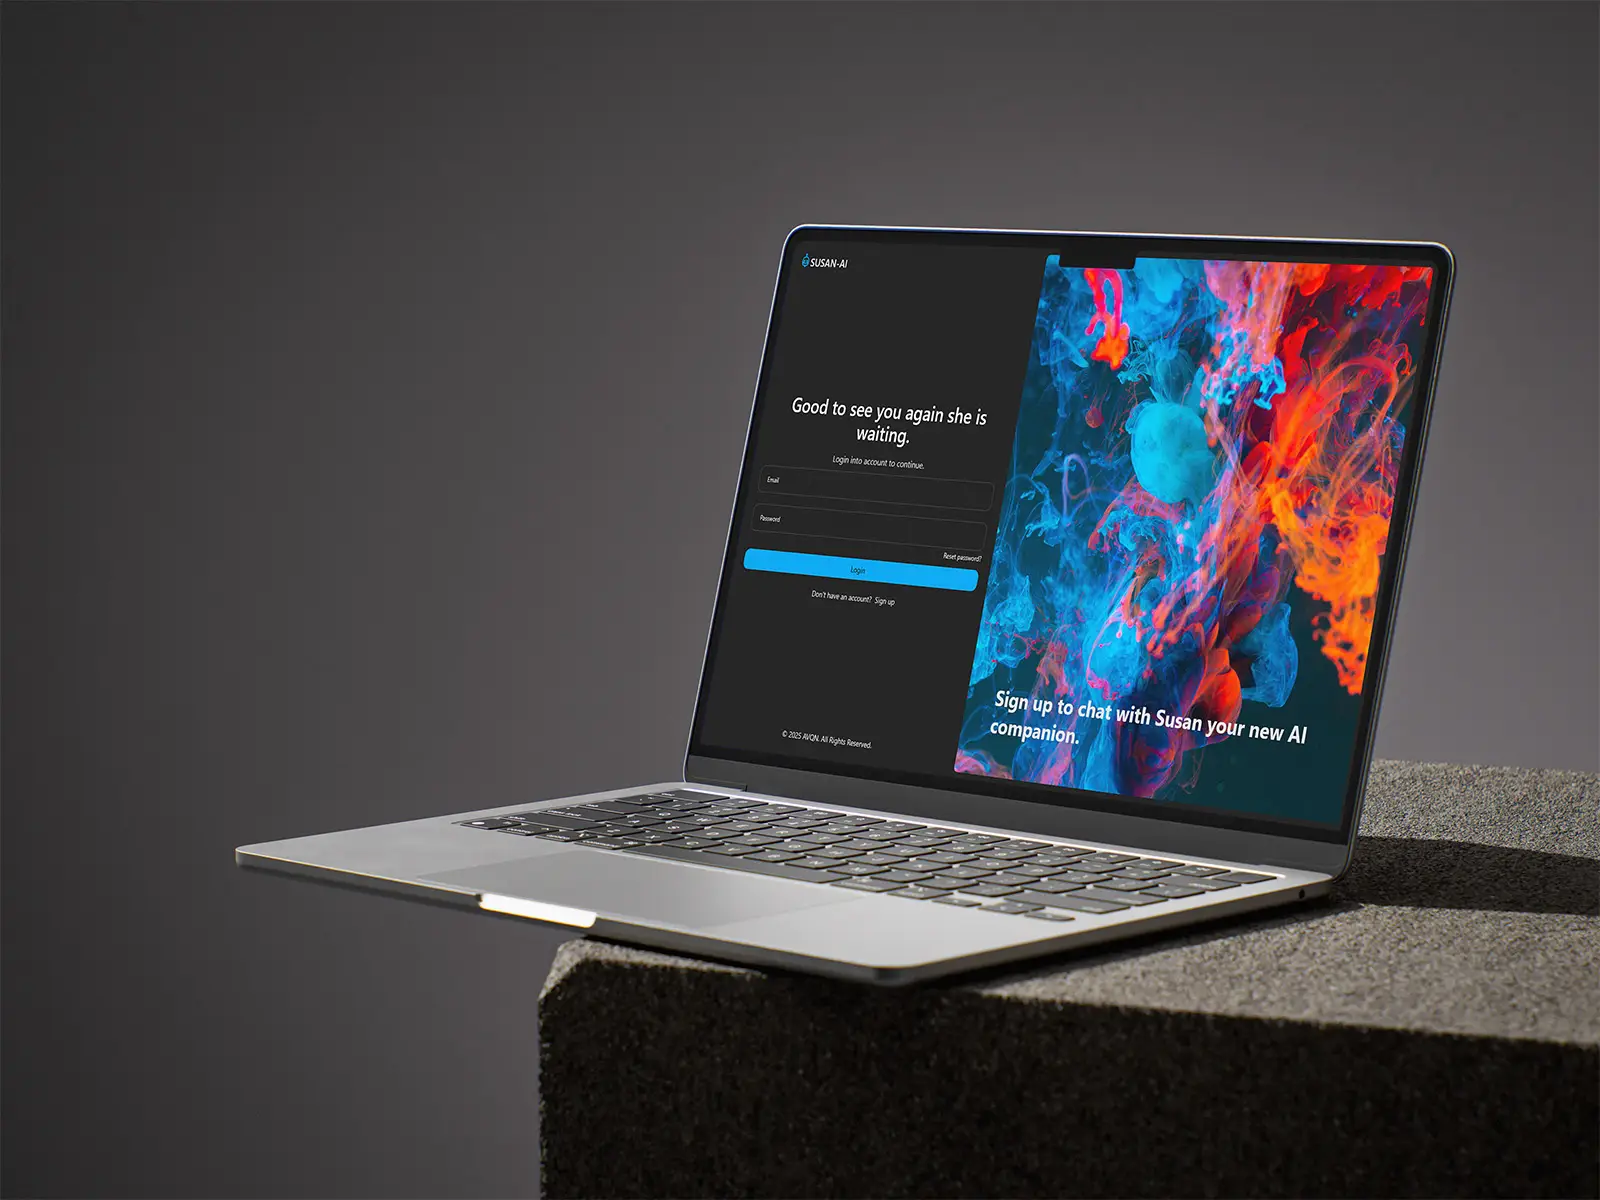 SUSAN-AI
Good to see you again she is
waiting.
Login into account to continue.
Email
Password
Reset password?
Login
Don't have an account? Sign up
© 2025 AVQN. All Rights Reserved.
Sign up to chat with Susan your new AI
companion.